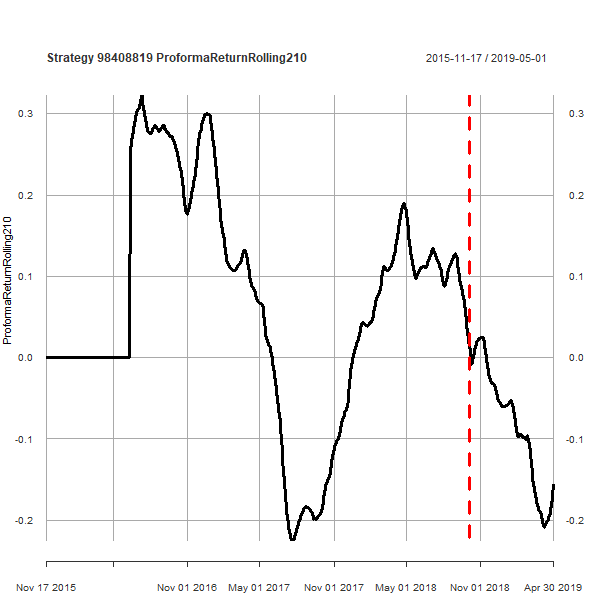 Strategy 98408819 ProformaReturnRolling210
2015-11-17 / 2019-05-01
ProformaReturnRolling210
0.3 0.3
0.2 0.2
0.1 0.1
0.0 0.0
-0.1 -0.1
-0.2 -0.2
Nov 17 2015 Nov 01 2016 May 01 2017 Nov 01 2017 May 01 2018 Nov 01 2018 Apr 30 2019